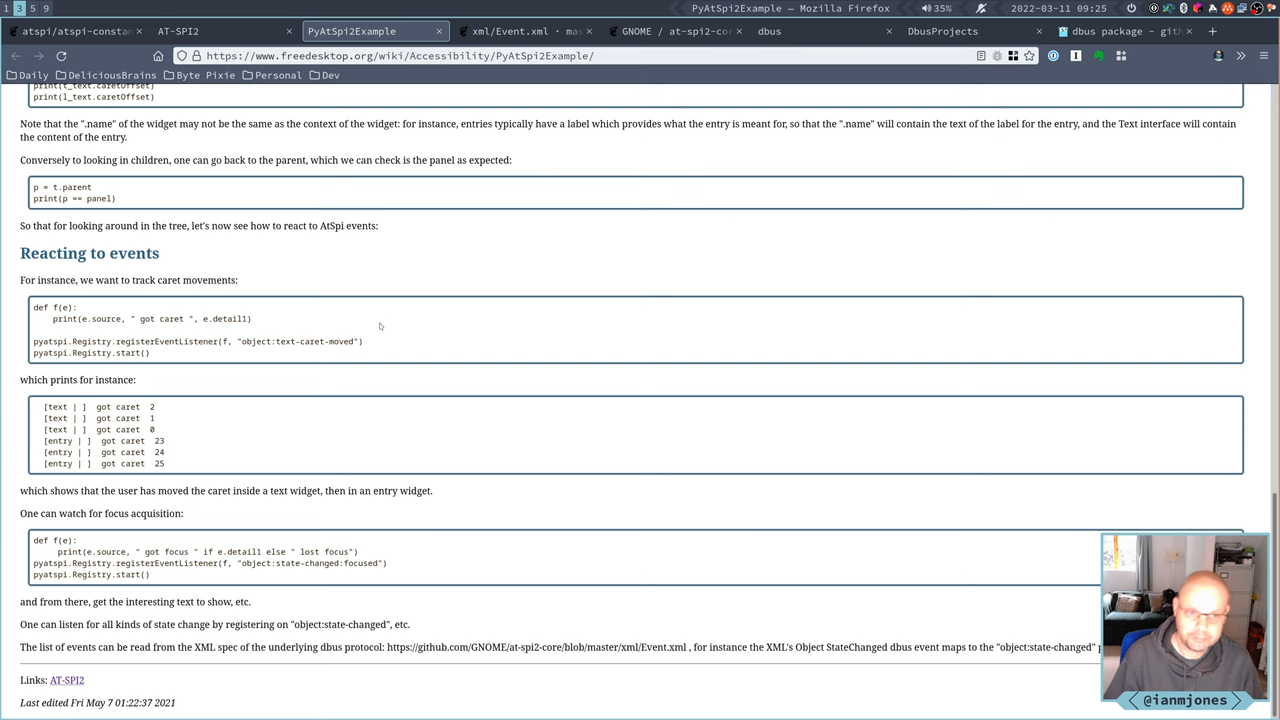 1 3 5 9
PyAtSpi2Example — Mozilla Firefox
35%
2022-03-11 09:25
atspi/atspi-constan
AT-SPI2
PyAtSpi2Example
xml/Event.xml · mas
GNOME / at-spi2-cor
dbus
DbusProjects
dbus package - gith
https://www.freedesktop.org/wiki/Accessibility/PyAtSpi2Example/
Daily DeliciousBrains Byte Pixie Personal Dev
print(t_text.caretOffset)
print(l_text.caretOffset)
Note that the ".name" of the widget may not be the same as the context of the widget: for instance, entries typically have a label which provides what the entry is meant for, so that the ".name" will contain the text of the label for the entry, and the Text interface will contain
the content of the entry.
Conversely to looking in children, one can go back to the parent, which we can check is the panel as expected:
p = t.parent
print(p == panel)
So that for looking around in the tree, let's now see how to react to AtSpi events:
Reacting to events
For instance, we want to track caret movements:
def f(e):
print(e.source, " got caret ", e.detail1)
pyatspi.Registry.registerEventListener(f, "object:text-caret-moved")
pyatspi.Registry.start()
which prints for instance:
[text | ] got caret 2
[text | ] got caret 1
[text | ] got caret 0
[entry | ] got caret 23
[entry | ] got caret 24
[entry | ] got caret 25
which shows that the user has moved the caret inside a text widget, then in an entry widget.
One can watch for focus acquisition:
def f(e):
print(e.source, " got focus " if e.detail1 else " lost focus")
pyatspi.Registry.registerEventListener(f, "object:state-changed:focused")
pyatspi.Registry.start()
and from there, get the interesting text to show, etc.
One can listen for all kinds of state change by registering on "object:state-changed", etc.
The list of events can be read from the XML spec of the underlying dbus protocol: https://github.com/GNOME/at-spi2-core/blob/master/xml/Event.xml , for instance the XML's Object StateChanged dbus event maps to the "object:state-changed"
Links: AT-SPI2
Last edited Fri May 7 01:22:37 2021
@ianmjones